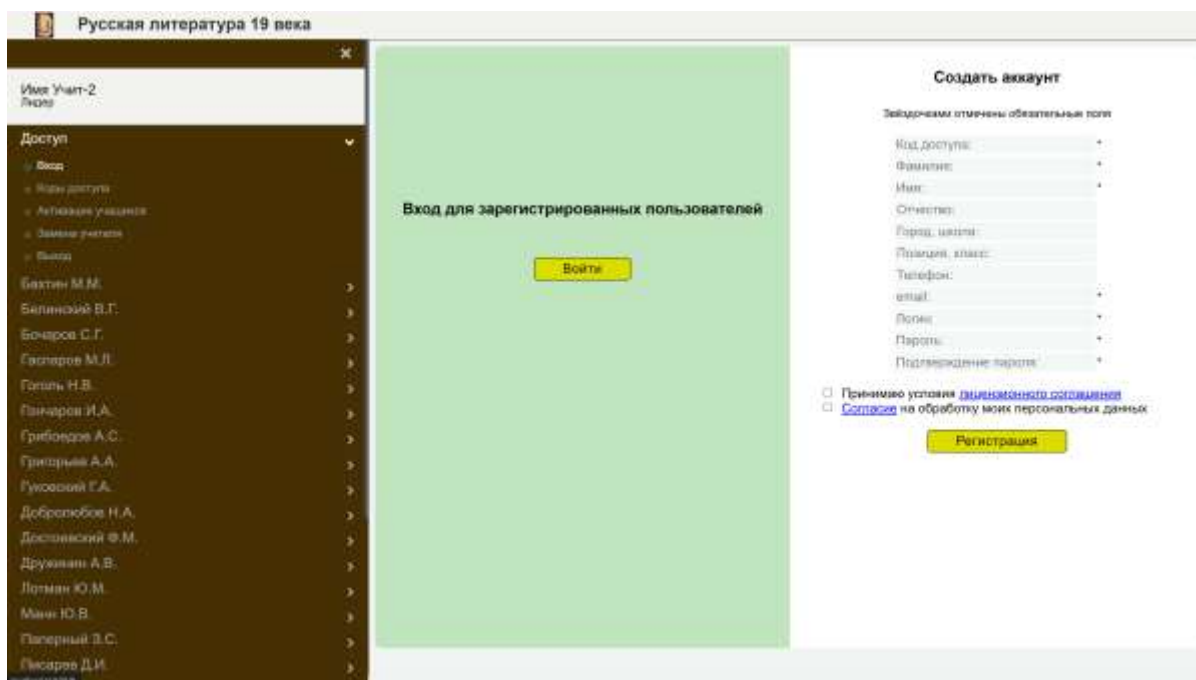 Русская литература 19 века
×
Имя Учит-2
Лидер
Доступ
Вход
Коды доступа
Активация учащихся
Замена учителя
Выход
Бахтин М.М.
Белинский В.Г.
Бочаров С.Г.
Гаспаров М.Л.
Гоголь Н.В.
Гончаров И.А.
Грибоедов А.С.
Григорьев А.А.
Гуковский Г.А.
Добролюбов Н.А.
Достоевский Ф.М.
Дружинин А.В.
Лотман Ю.М.
Манн Ю.В.
Паперный З.С.
Писарев Д.И.
Вход для зарегистрированных пользователей
Войти
Создать аккаунт
Звёздочками отмечены обязательные поля
Код доступа: *
Фамилия: *
Имя: *
Отчество:
Город, школа:
Позиция, класс:
Телефон:
email: *
Логин: *
Пароль: *
Подтверждение пароля: *
Принимаю условия лицензионного соглашения
Согласие на обработку моих персональных данных
Регистрация